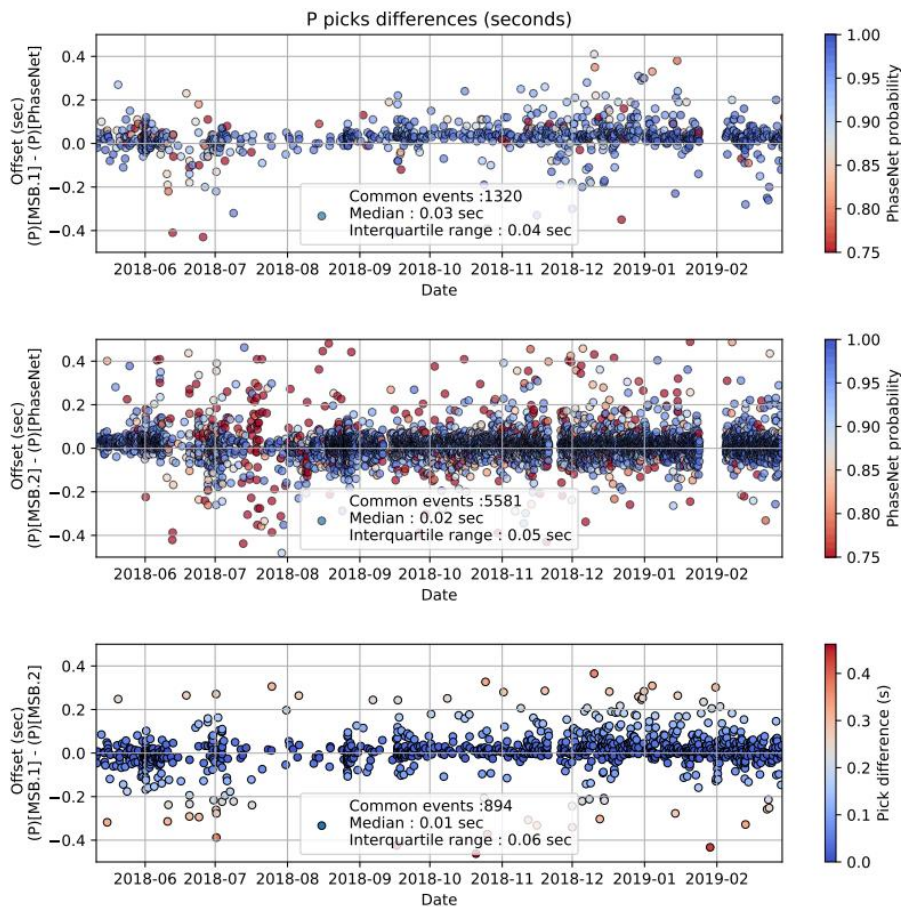 P picks differences (seconds)
Offset (sec)
(P)[MSB.1] - (P)[PhaseNet]
0.4
0.2
0.0
−0.2
−0.4
Common events :1320
Median : 0.03 sec
Interquartile range : 0.04 sec
2018-06 2018-07 2018-08 2018-09 2018-10 2018-11 2018-12 2019-01 2019-02
Date
1.00
0.95
0.90
0.85
0.80
0.75
PhaseNet probability
Offset (sec)
(P)[MSB.2] - (P)[PhaseNet]
0.4
0.2
0.0
−0.2
−0.4
Common events :5581
Median : 0.02 sec
Interquartile range : 0.05 sec
2018-06 2018-07 2018-08 2018-09 2018-10 2018-11 2018-12 2019-01 2019-02
Date
1.00
0.95
0.90
0.85
0.80
0.75
PhaseNet probability
Offset (sec)
(P)[MSB.1] - (P)[MSB.2]
0.4
0.2
0.0
−0.2
−0.4
Common events :894
Median : 0.01 sec
Interquartile range : 0.06 sec
2018-06 2018-07 2018-08 2018-09 2018-10 2018-11 2018-12 2019-01 2019-02
Date
0.4
0.3
0.2
0.1
0.0
Pick difference (s)